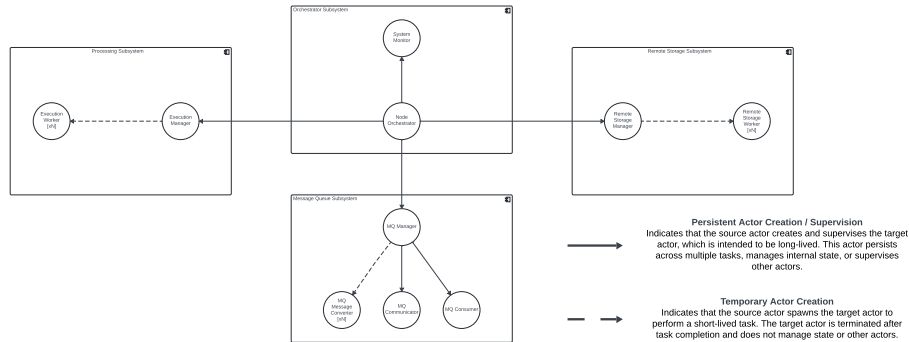 Orchestrator Subsystem
System
Monitor
Processing Subsystem
Remote Storage Subsystem
Execution
Worker
[xN]
Execution
Manager
Node
Orchestrator
Remote
Storage
Manager
Remote
Storage
Worker
[xN]
Message Queue Subsystem
MQ Manager
MQ
Message
Converter
[xN]
MQ
Communicator
MQ Consumer
Persistent Actor Creation / Supervision
Indicates that the source actor creates and supervises the target
actor, which is intended to be long-lived. This actor persists
across multiple tasks, manages internal state, or supervises
other actors.
Temporary Actor Creation
Indicates that the source actor spawns the target actor to
perform a short-lived task. The target actor is terminated after
task completion and does not manage state or other actors.